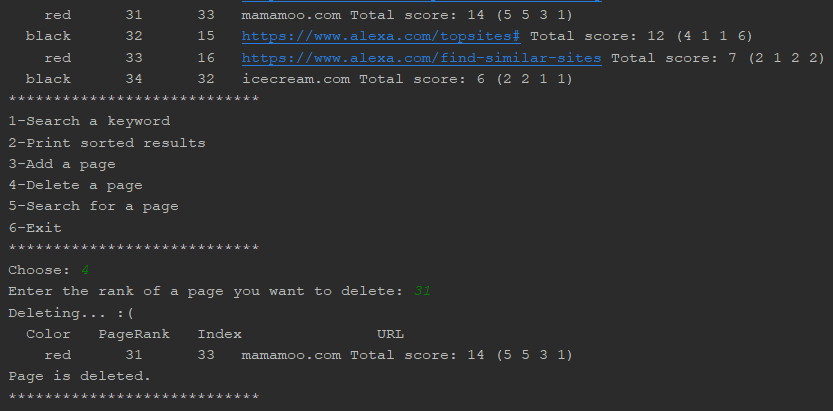 red 31 33 mamamoo.com Total score: 14 (5 5 3 1)
black 32 15 https://www.alexa.com/topsites# Total score: 12 (4 1 1 6)
red 33 16 https://www.alexa.com/find-similar-sites Total score: 7 (2 1 2 2)
black 34 32 icecream.com Total score: 6 (2 2 1 1)
****************************
1-Search a keyword
2-Print sorted results
3-Add a page
4-Delete a page
5-Search for a page
6-Exit
****************************
Choose: 4
Enter the rank of a page you want to delete: 31
Deleting... :(
Color PageRank Index URL
red 31 33 mamamoo.com Total score: 14 (5 5 3 1)
Page is deleted.
****************************